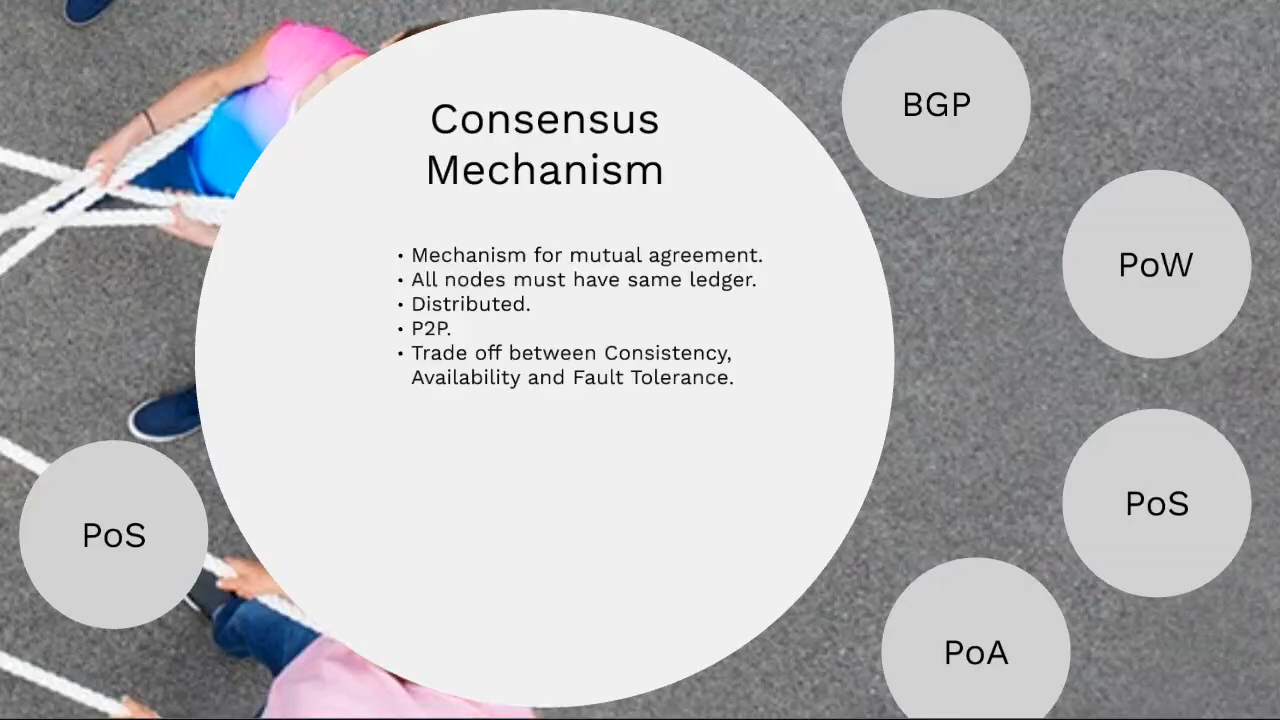 Consensus
Mechanism
• Mechanism for mutual agreement.
• All nodes must have same ledger.
• Distributed.
• P2P.
• Trade off between Consistency,
Availability and Fault Tolerance.
BGP
PoW
PoS
PoA
PoS